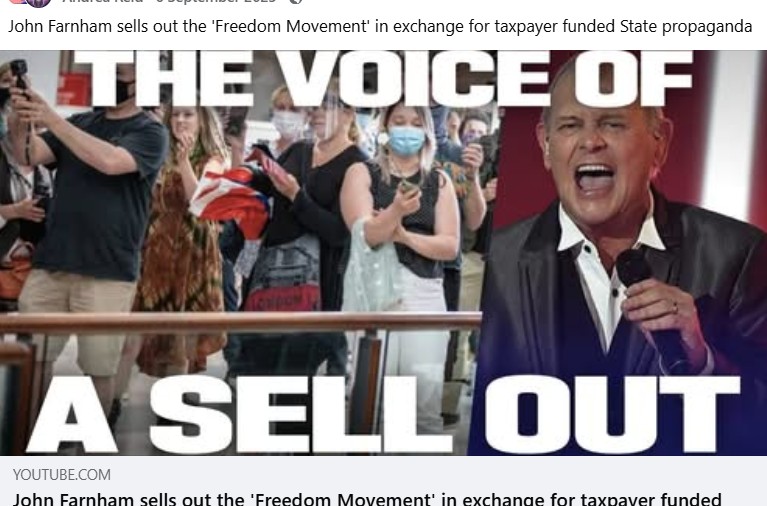 John Farnham sells out the 'Freedom Movement' in exchange for taxpayer funded State propaganda
THE VOICE OF
A SELL OUT
YOUTUBE.COM
John Farnham sells out the 'Freedom Movement' in exchange for taxpayer funded